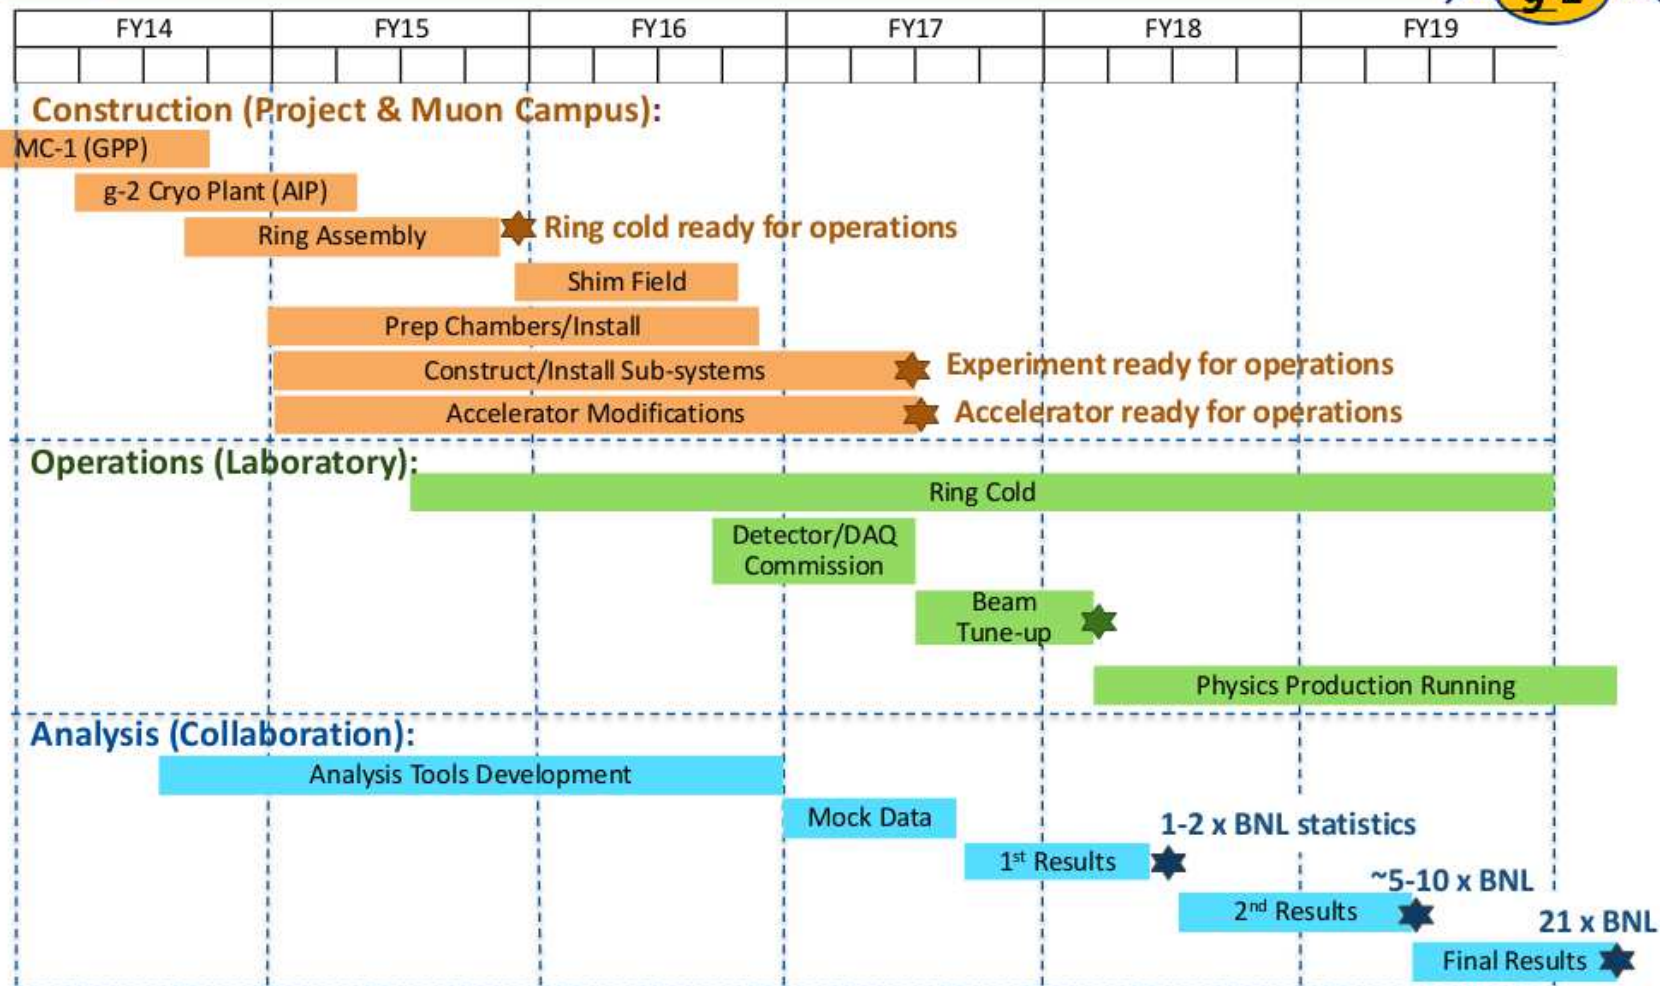 g-2
FY14 FY15 FY16 FY17 FY18 FY19
Construction (Project & Muon Campus):
MC-1 (GPP)
g-2 Cryo Plant (AIP)
Ring Assembly
Ring cold ready for operations
Shim Field
Prep Chambers/Install
Construct/Install Sub-systems
Experiment ready for operations
Accelerator Modifications
Accelerator ready for operations
Operations (Laboratory):
Ring Cold
Detector/DAQ
Commission
Beam
Tune-up
Physics Production Running
Analysis (Collaboration):
Analysis Tools Development
Mock Data
1-2 x BNL statistics
1st Results
~5-10 x BNL
2nd Results
21 x BNL
Final Results